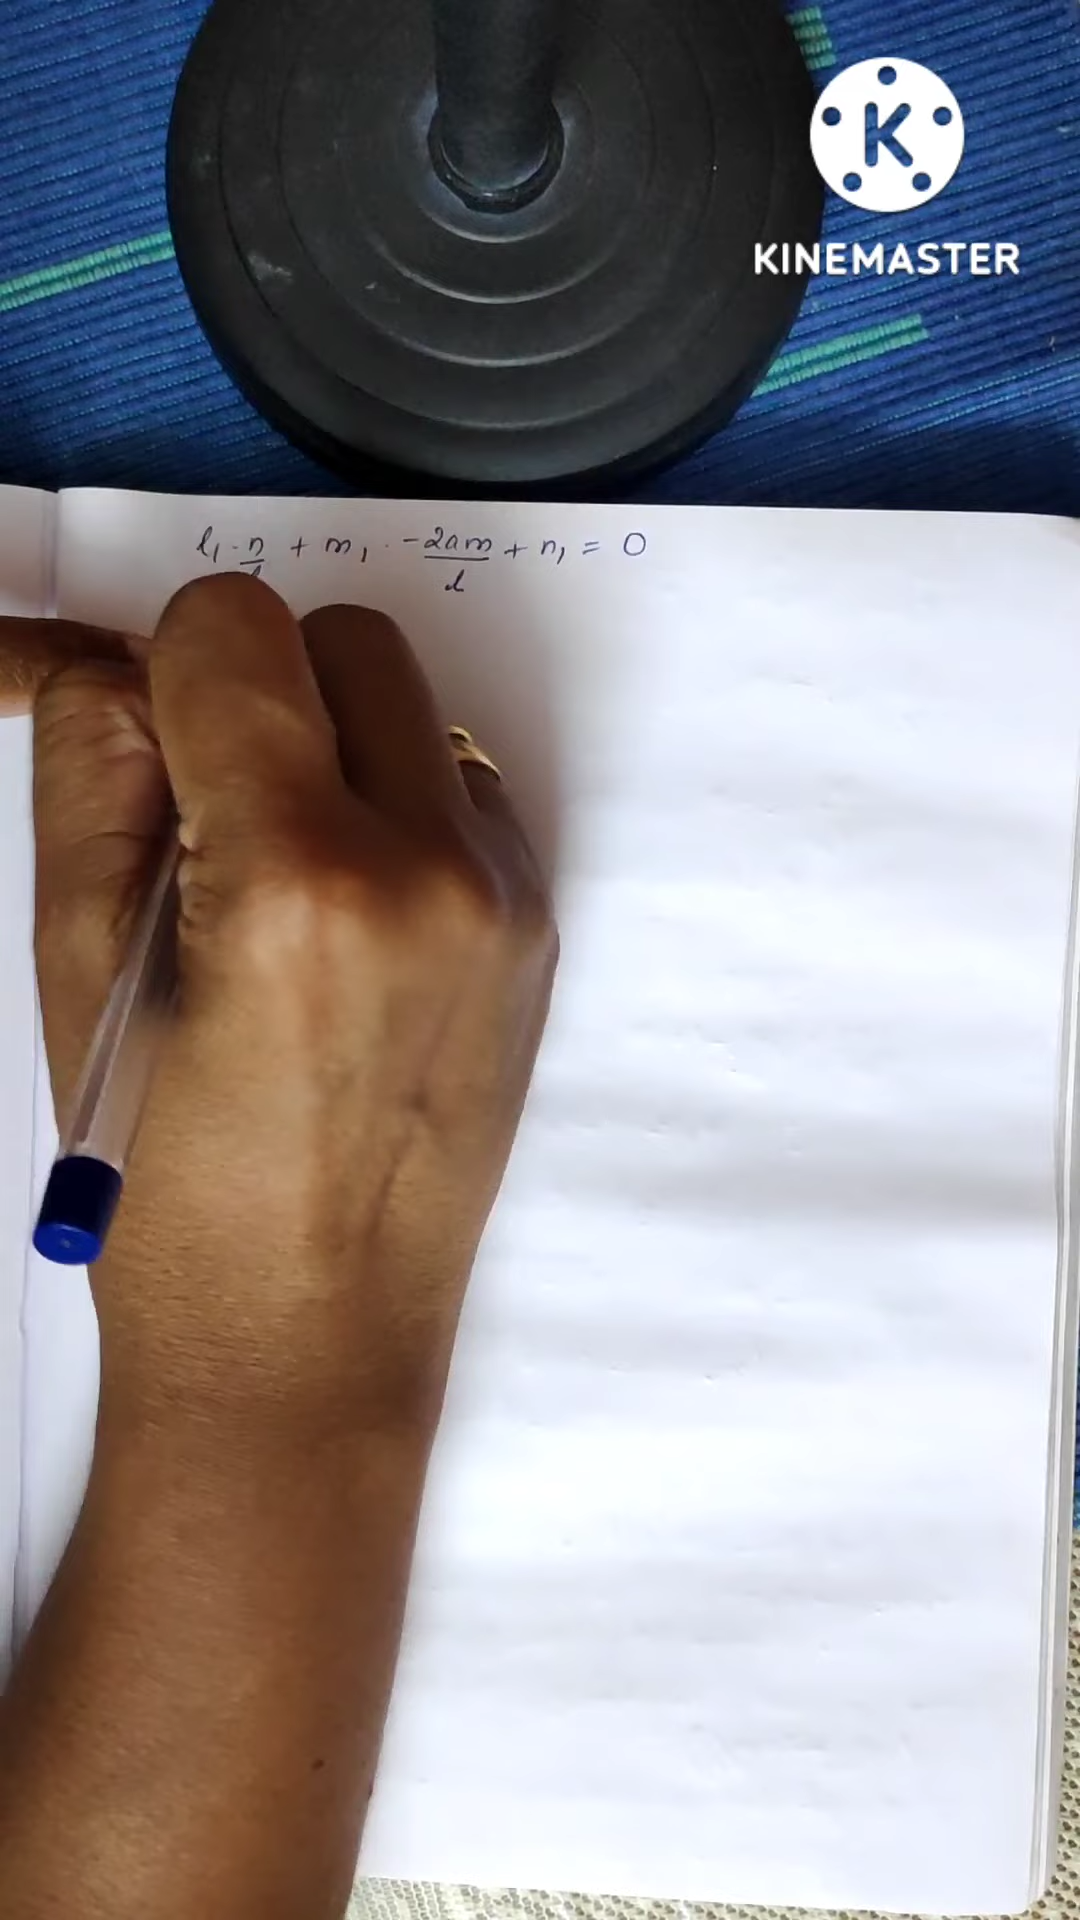 KINEMASTER
l₁ · n/l + m₁ · -2am/l + n₁ = 0